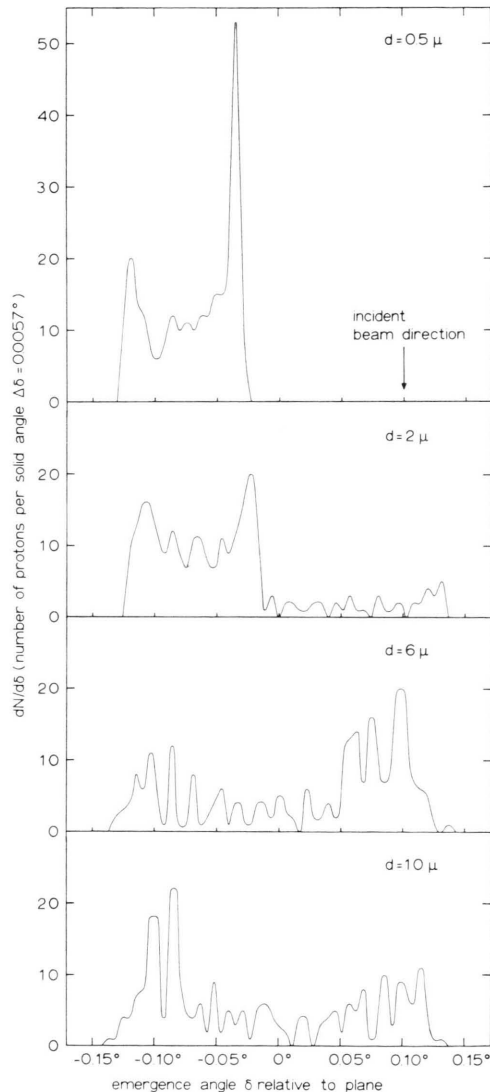 d=0.5 μ
50
40
30
20
10
0
incident
beam direction
d=2 μ
20
10
0
d=6 μ
20
10
0
d=10 μ
20
10
0
-0.15° -0.10° -0.05° 0° 0.05° 0.10° 0.15°
emergence angle δ relative to plane
dN/dδ (number of protons per solid angle Δδ=0.0057°)